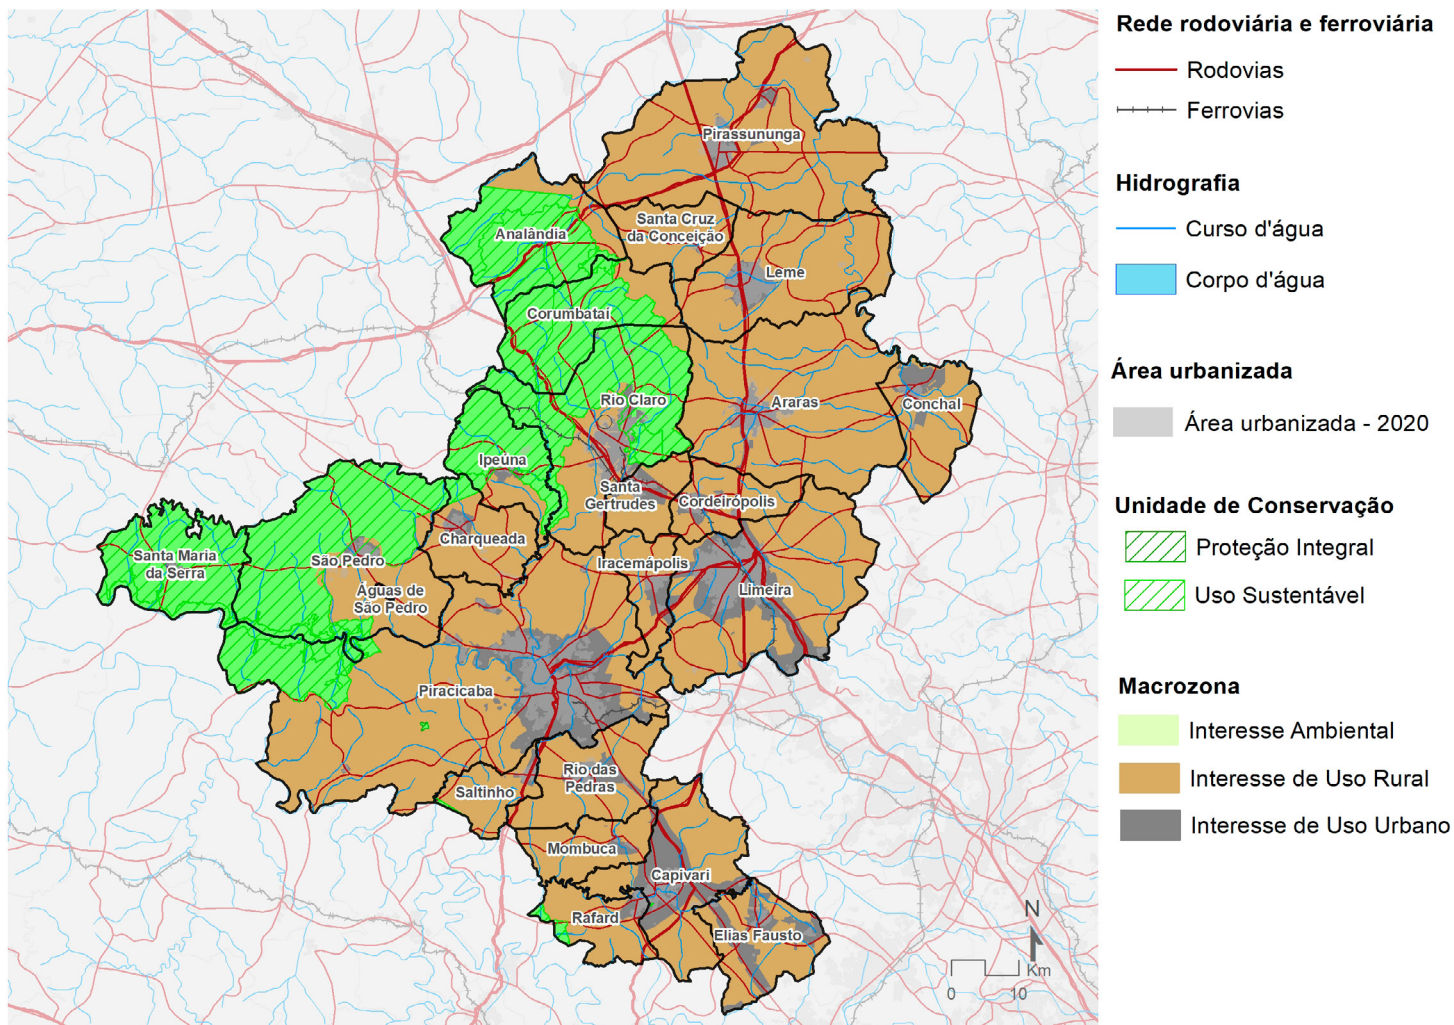 Pirassununga
Santa Cruz
da Conceição
Analândia
Leme
Corumbataí
Rio Claro
Araras
Conchal
Ipeúna
Santa
Gertrudes
Cordeirópolis
Charqueada
Santa Maria
da Serra
São Pedro
Iracemápolis
Limeira
Águas de
São Pedro
Piracicaba
Saltinho
Rio das
Pedras
Mombuca
Capivari
Rafard
Elias Fausto
N
Km
0 10
Rede rodoviária e ferroviária
Rodovias
Ferrovias
Hidrografia
Curso d'água
Corpo d'água
Área urbanizada
Área urbanizada - 2020
Unidade de Conservação
Proteção Integral
Uso Sustentável
Macrozona
Interesse Ambiental
Interesse de Uso Rural
Interesse de Uso Urbano